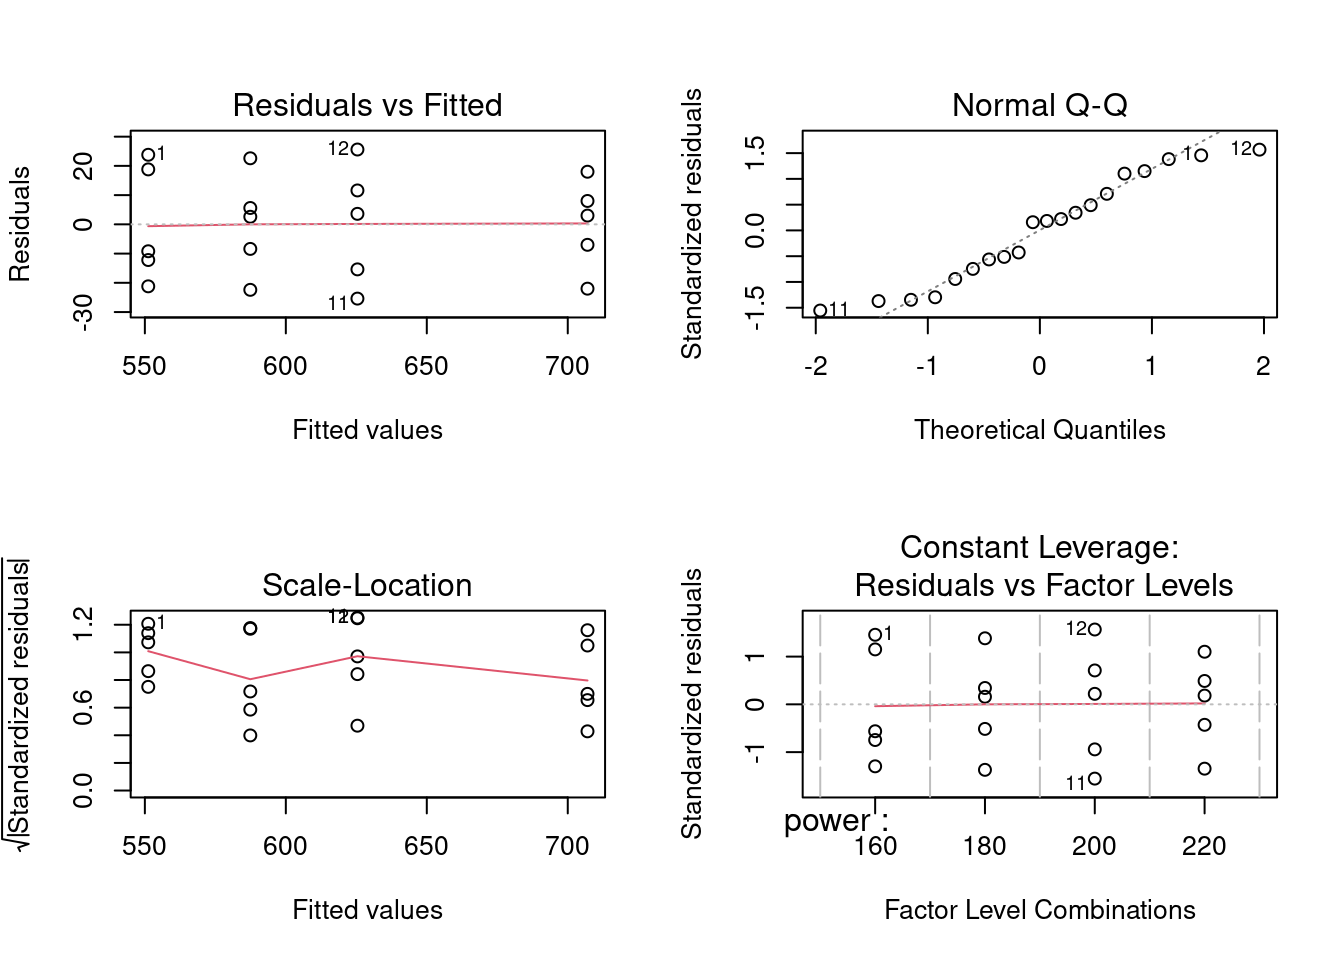 Residuals vs Fitted
Residuals
-30 0 20
1
12
11
550 600 650 700
Fitted values
Normal Q-Q
Standardized residuals
-1.5 0.0 1.5
11
1
12
-2 -1 0 1 2
Theoretical Quantiles
Scale-Location
√|Standardized residuals|
0.0 0.6 1.2
1
12
11
550 600 650 700
Fitted values
Constant Leverage:
Residuals vs Factor Levels
Standardized residuals
-1 0 1
1
12
11
power :
160 180 200 220
Factor Level Combinations